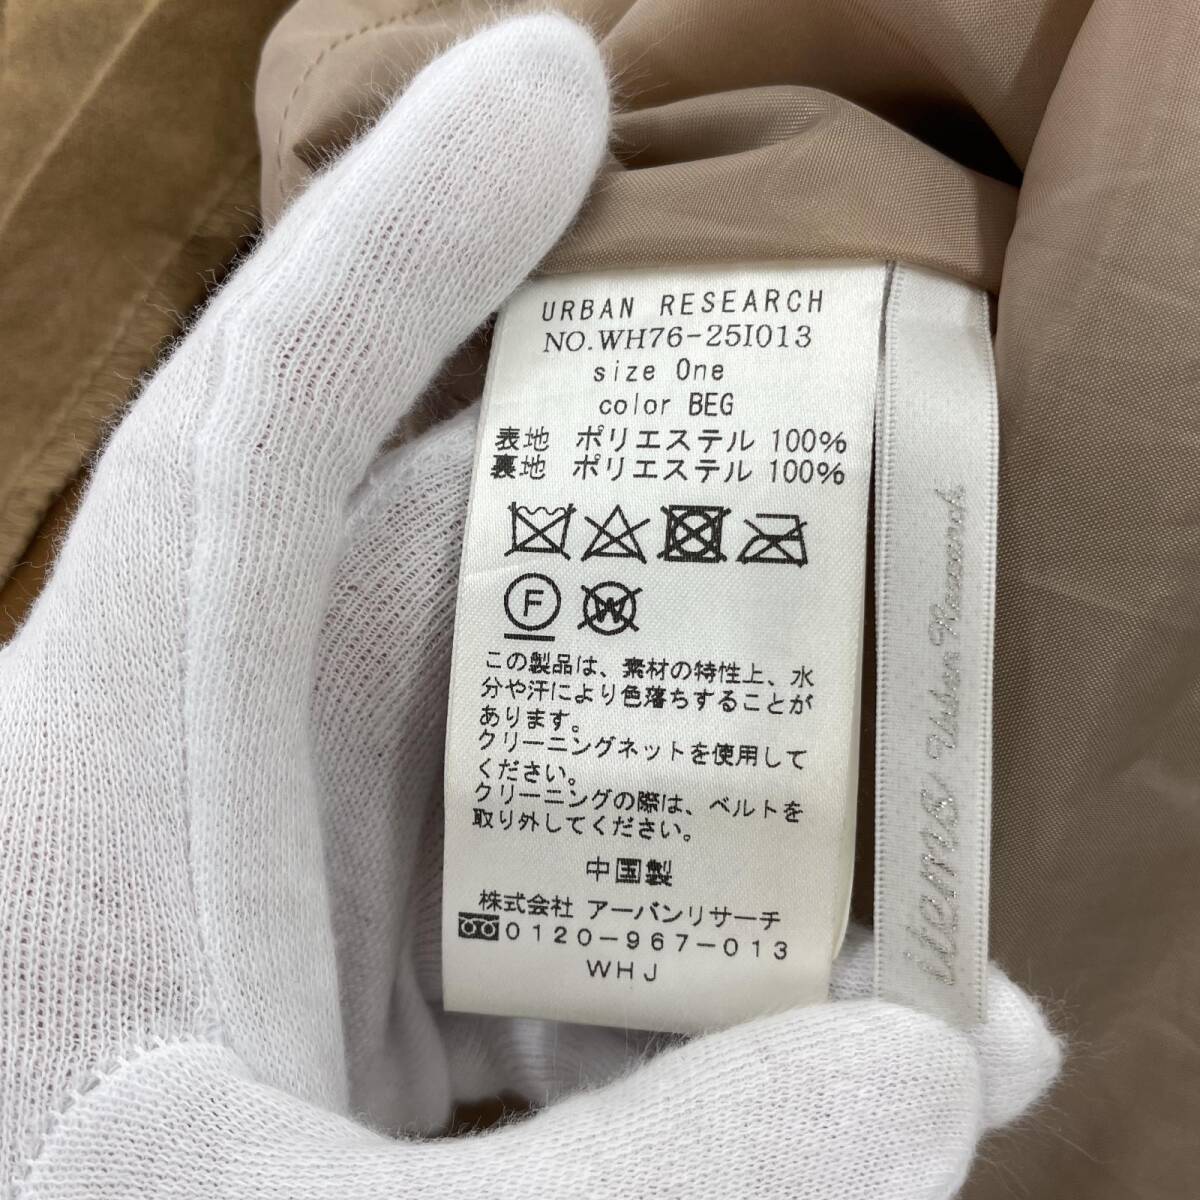 URBAN RESEARCH
NO.WH76-25I013
size One
color BEG
表地 ポリエステル 100%
裏地 ポリエステル 100%
F
W
この製品は、素材の特性上、水
分や汗により色落ちすることが
あります。
クリーニングネットを使用して
ください。
クリーニングの際は、ベルトを
取り外してください。
中国製
株式会社 アーバンリサーチ
0120-967-013
WHJ
items Urban Research